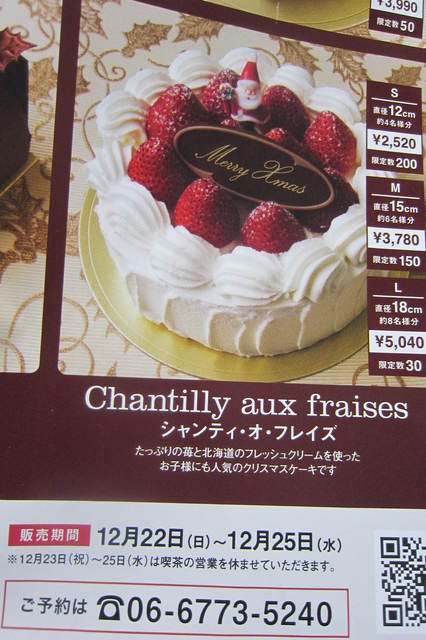 ¥3,990
限定数50
S
直径12cm
約4名様分
¥2,520
限定数200
M
直径15cm
約6名様分
¥3,780
限定数150
L
直径18cm
約8名様分
¥5,040
限定数30
Merry Xmas
Chantilly aux fraises
シャンティ・オ・フレイズ
たっぷりの苺と北海道のフレッシュクリームを使った
お子様にも人気のクリスマスケーキです
販売期間 12月22日(日)～12月25日(水)
※12月23日(祝)～25日(水)は喫茶の営業を休ませていただきます。
ご予約は ☎06-6773-5240